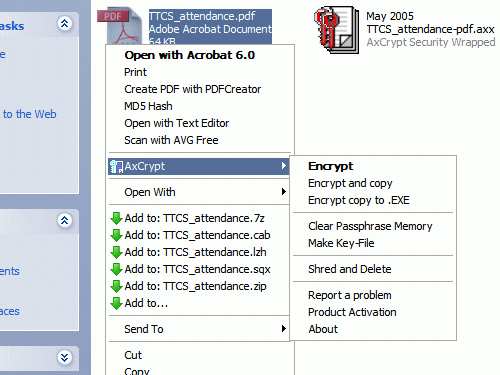 asks
e
to the Web
ents
aces
PDF
TTCS_attendance.pdf
Adobe Acrobat Document
64 KB
May 2005
TTCS_attendance-pdf.axx
AxCrypt Security Wrapped
Open with Acrobat 6.0
Print
Create PDF with PDFCreator
MD5 Hash
Open with Text Editor
Scan with AVG Free
AxCrypt
Open With
Add to: TTCS_attendance.7z
Add to: TTCS_attendance.cab
Add to: TTCS_attendance.lzh
Add to: TTCS_attendance.sqx
Add to: TTCS_attendance.zip
Add to...
Send To
Cut
Copy
Encrypt
Encrypt and copy
Encrypt copy to .EXE
Clear Passphrase Memory
Make Key-File
Shred and Delete
Report a problem
Product Activation
About